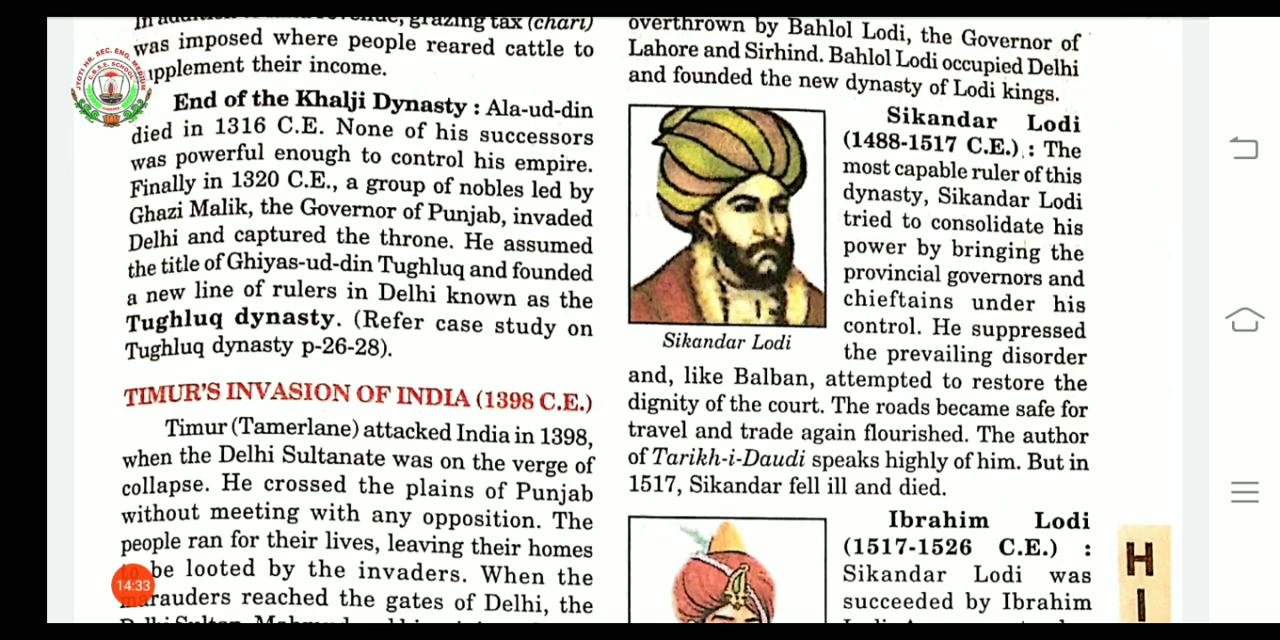 In addition to land revenue, grazing tax (chari)
was imposed where people reared cattle to
supplement their income.
End of the Khalji Dynasty : Ala-ud-din
died in 1316 C.E. None of his successors
was powerful enough to control his empire.
Finally in 1320 C.E., a group of nobles led by
Ghazi Malik, the Governor of Punjab, invaded
Delhi and captured the throne. He assumed
the title of Ghiyas-ud-din Tughluq and founded
a new line of rulers in Delhi known as the
Tughluq dynasty. (Refer case study on
Tughluq dynasty p-26-28).
TIMUR'S INVASION OF INDIA (1398 C.E.)
Timur (Tamerlane) attacked India in 1398,
when the Delhi Sultanate was on the verge of
collapse. He crossed the plains of Punjab
without meeting with any opposition. The
people ran for their lives, leaving their homes
be looted by the invaders. When the
marauders reached the gates of Delhi, the
14:33
overthrown by Bahlol Lodi, the Governor of
Lahore and Sirhind. Bahlol Lodi occupied Delhi
and founded the new dynasty of Lodi kings.
Sikandar Lodi
(1488-1517 C.E.) : The
most capable ruler of this
dynasty, Sikandar Lodi
tried to consolidate his
power by bringing the
provincial governors and
chieftains under his
control. He suppressed
the prevailing disorder
Sikandar Lodi
and, like Balban, attempted to restore the
dignity of the court. The roads became safe for
travel and trade again flourished. The author
of Tarikh-i-Daudi speaks highly of him. But in
1517, Sikandar fell ill and died.
Ibrahim Lodi
(1517-1526 C.E.) :
Sikandar Lodi was
succeeded by Ibrahim
H
I